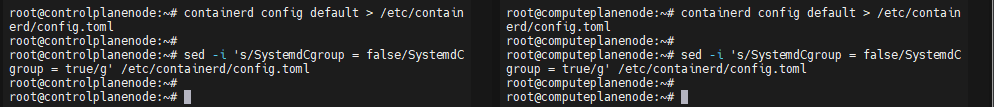 root@controlplanenode:~# containerd config default > /etc/contain
erd/config.toml
root@controlplanenode:~#
root@controlplanenode:~# sed -i 's/SystemdCgroup = false/SystemdC
group = true/g' /etc/containerd/config.toml
root@controlplanenode:~#
root@controlplanenode:~#
root@computeplanenode:~# containerd config default > /etc/contain
erd/config.toml
root@computeplanenode:~#
root@computeplanenode:~# sed -i 's/SystemdCgroup = false/SystemdC
group = true/g' /etc/containerd/config.toml
root@computeplanenode:~#
root@computeplanenode:~#